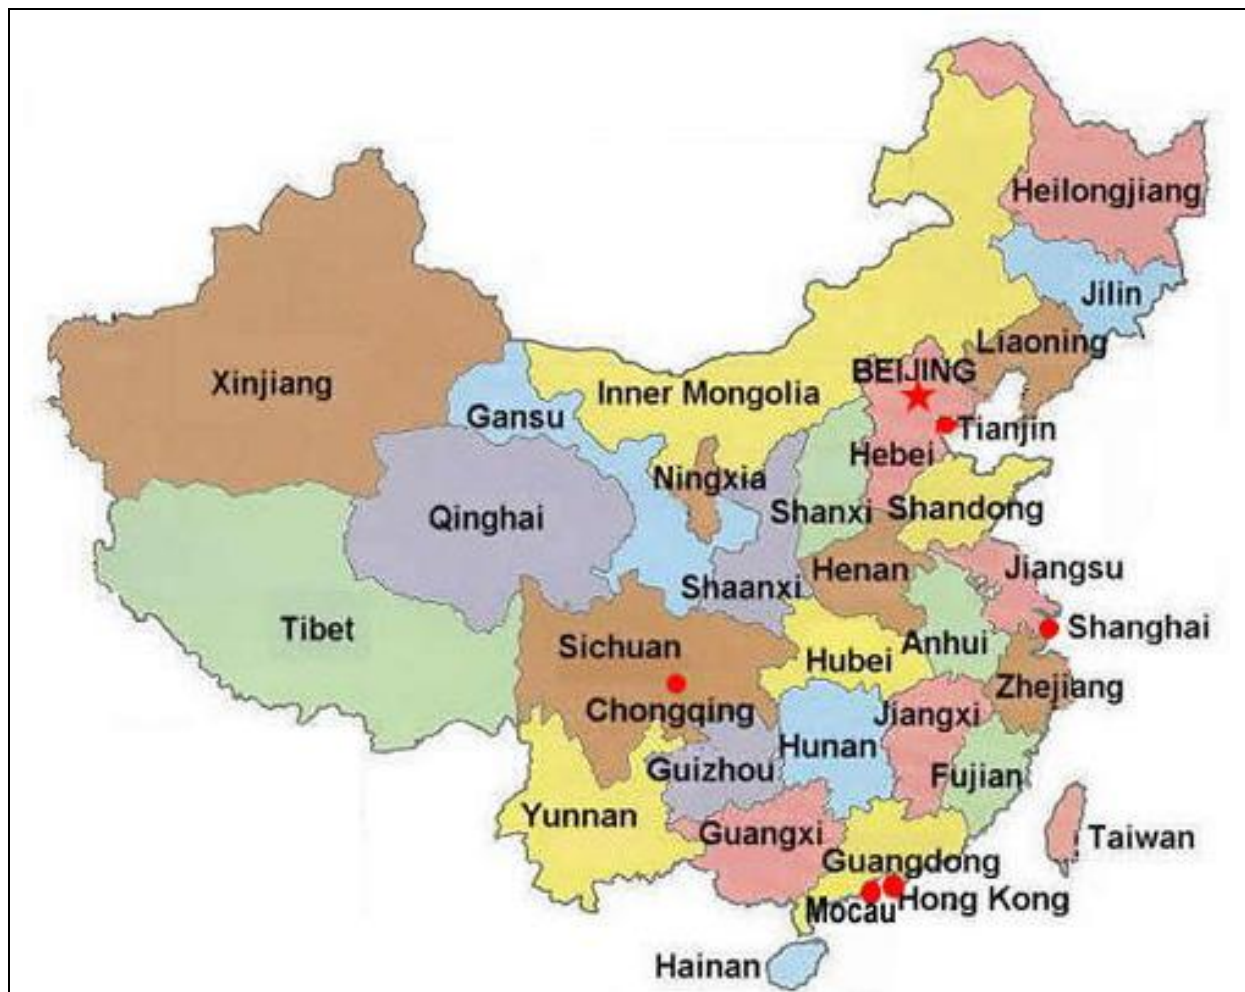 Heilongjiang
Jilin
Liaoning
BEIJING
Xinjiang
Inner Mongolia
Gansu
Tianjin
Hebei
Ningxia
Shanxi
Shandong
Qinghai
Henan
Jiangsu
Shaanxi
Tibet
Shanghai
Anhui
Sichuan
Hubei
Zhejiang
Chongqing
Jiangxi
Hunan
Guizhou
Fujian
Yunnan
Guangxi
Taiwan
Guangdong
Hong Kong
Mocau
Hainan